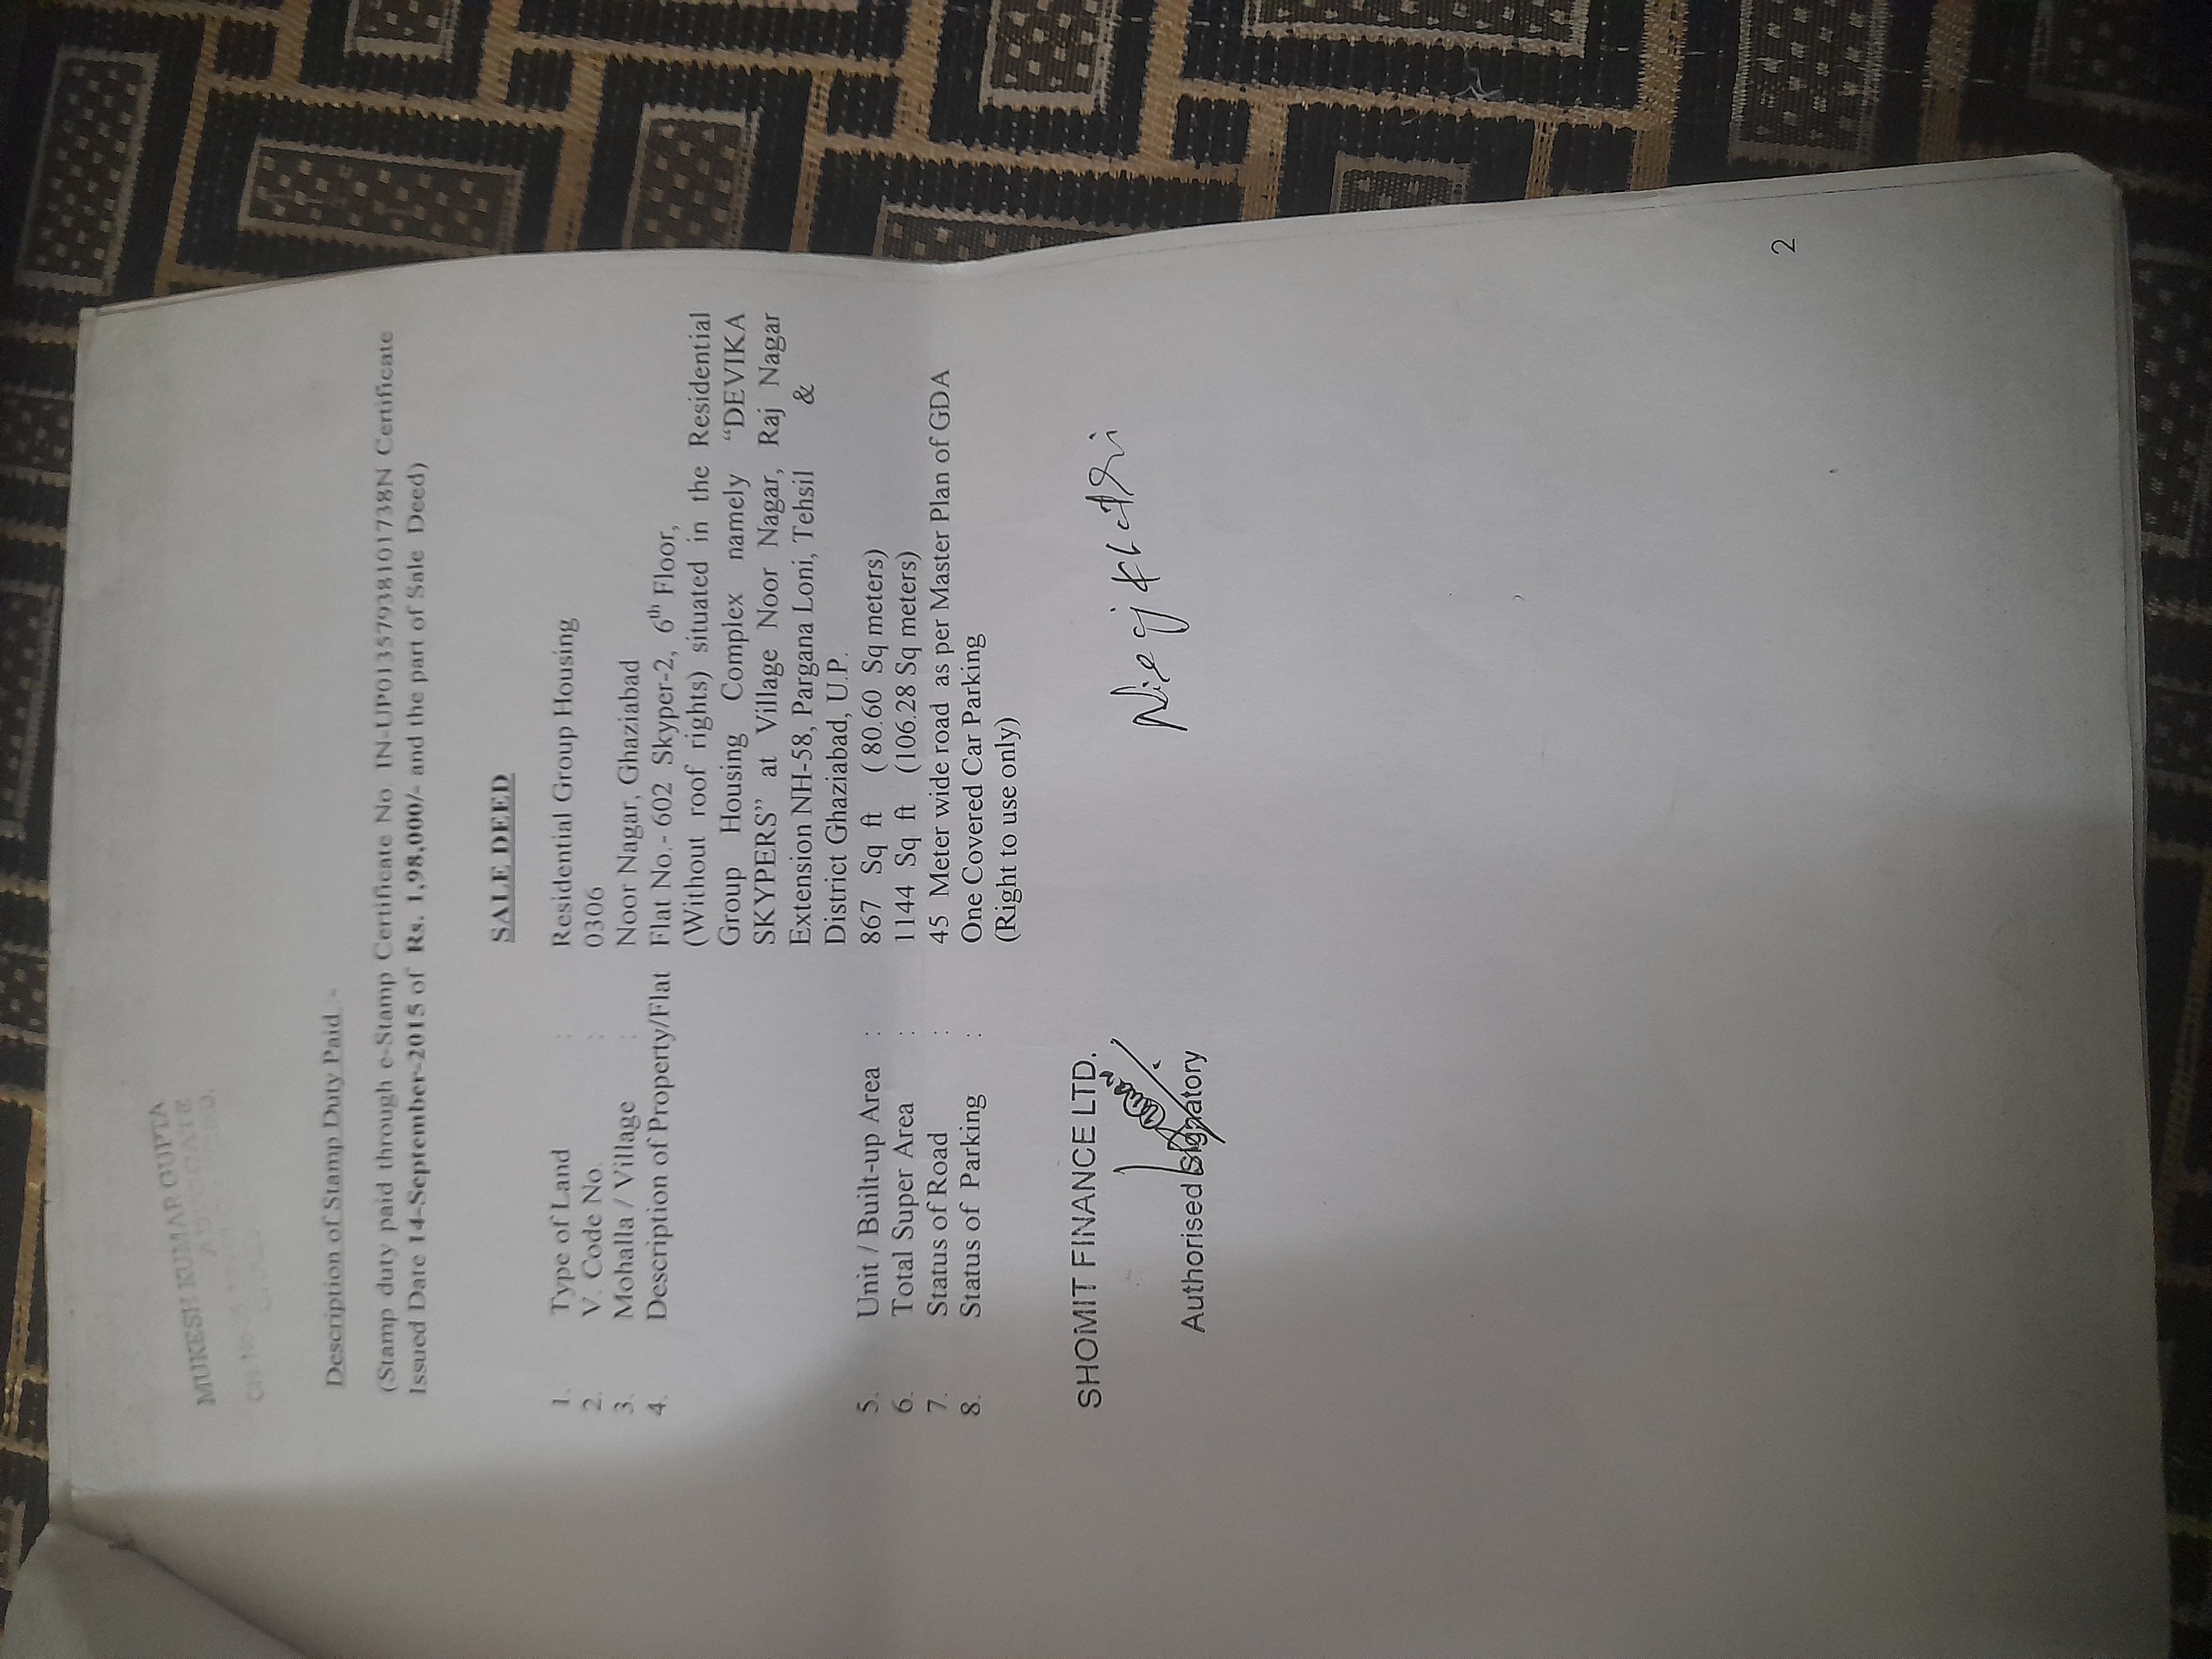 MUKESH KUMAR GUPTA
ADVOCATE
CH. No.
Description of Stamp Duty Paid :-
(Stamp duty paid through e-Stamp Certificate No. IN-UP01357938101738N Certificate
Issued Date 14-September-2015 of Rs. 1,98,000/- and the part of Sale Deed)
SALE DEED
1. Type of Land : Residential Group Housing
2. V. Code No. : 0306
3. Mohalla / Village : Noor Nagar, Ghaziabad
4. Description of Property/Flat Flat No.- 602 Skyper-2, 6th Floor,
(Without roof rights) situated in the Residential
Group Housing Complex namely “DEVIKA
SKYPERS” at Village Noor Nagar, Raj Nagar
Extension NH-58, Pargana Loni, Tehsil &
District Ghaziabad, U.P.
5. Unit / Built-up Area : 867 Sq ft ( 80.60 Sq meters)
6. Total Super Area : 1144 Sq ft (106.28 Sq meters)
7. Status of Road : 45 Meter wide road as per Master Plan of GDA
8. Status of Parking : One Covered Car Parking
(Right to use only)
SHOMIT FINANCE LTD.
Authorised Signatory
2